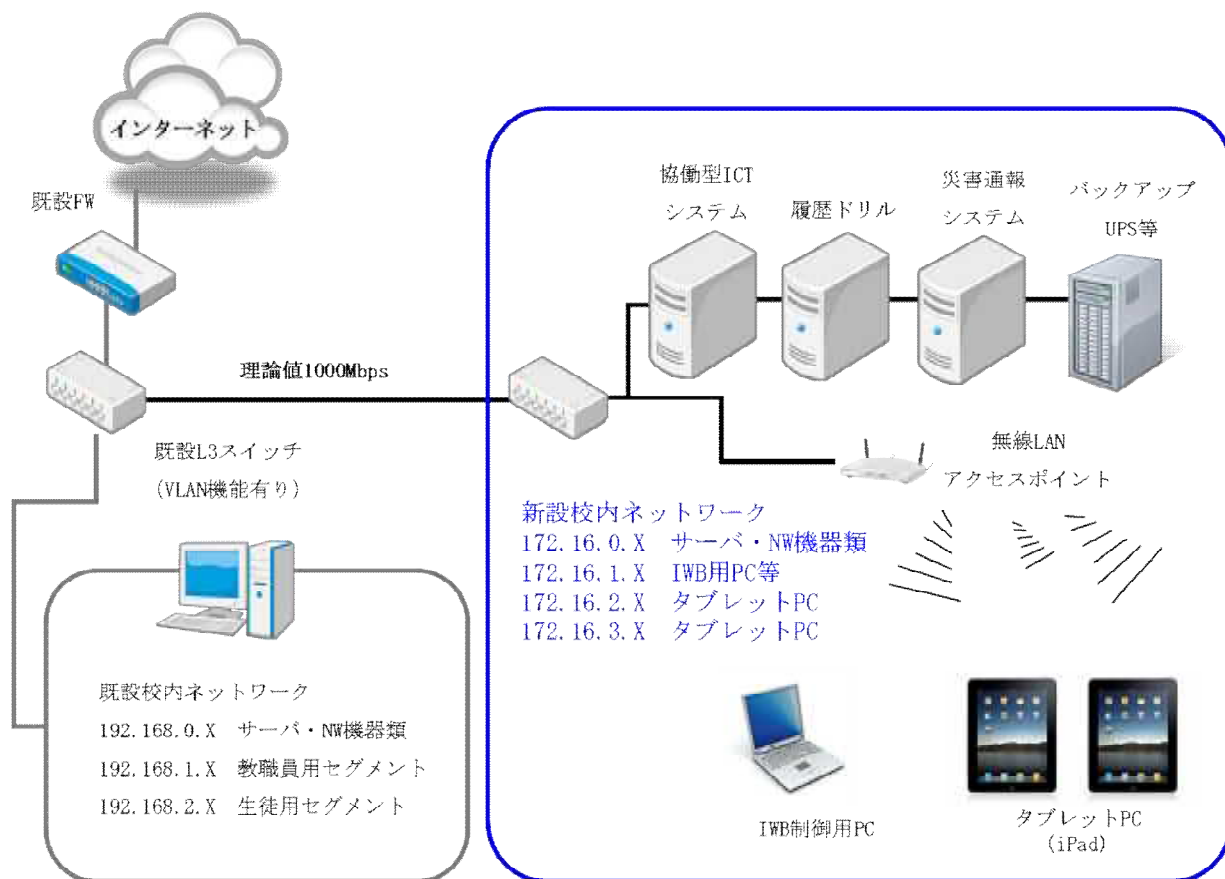 インターネット
既設FW
理論値1000Mbps
既設L3スイッチ
(VLAN機能有り)
既設校内ネットワーク
192.168.0.X サーバ・NW機器類
192.168.1.X 教職員用セグメント
192.168.2.X 生徒用セグメント
協働型ICT
システム
履歴ドリル
災害通報
システム
バックアップ
UPS等
無線LAN
アクセスポイント
新設校内ネットワーク
172.16.0.X サーバ・NW機器類
172.16.1.X IWB用PC等
172.16.2.X タブレットPC
172.16.3.X タブレットPC
IWB制御用PC
タブレットPC
(iPad)